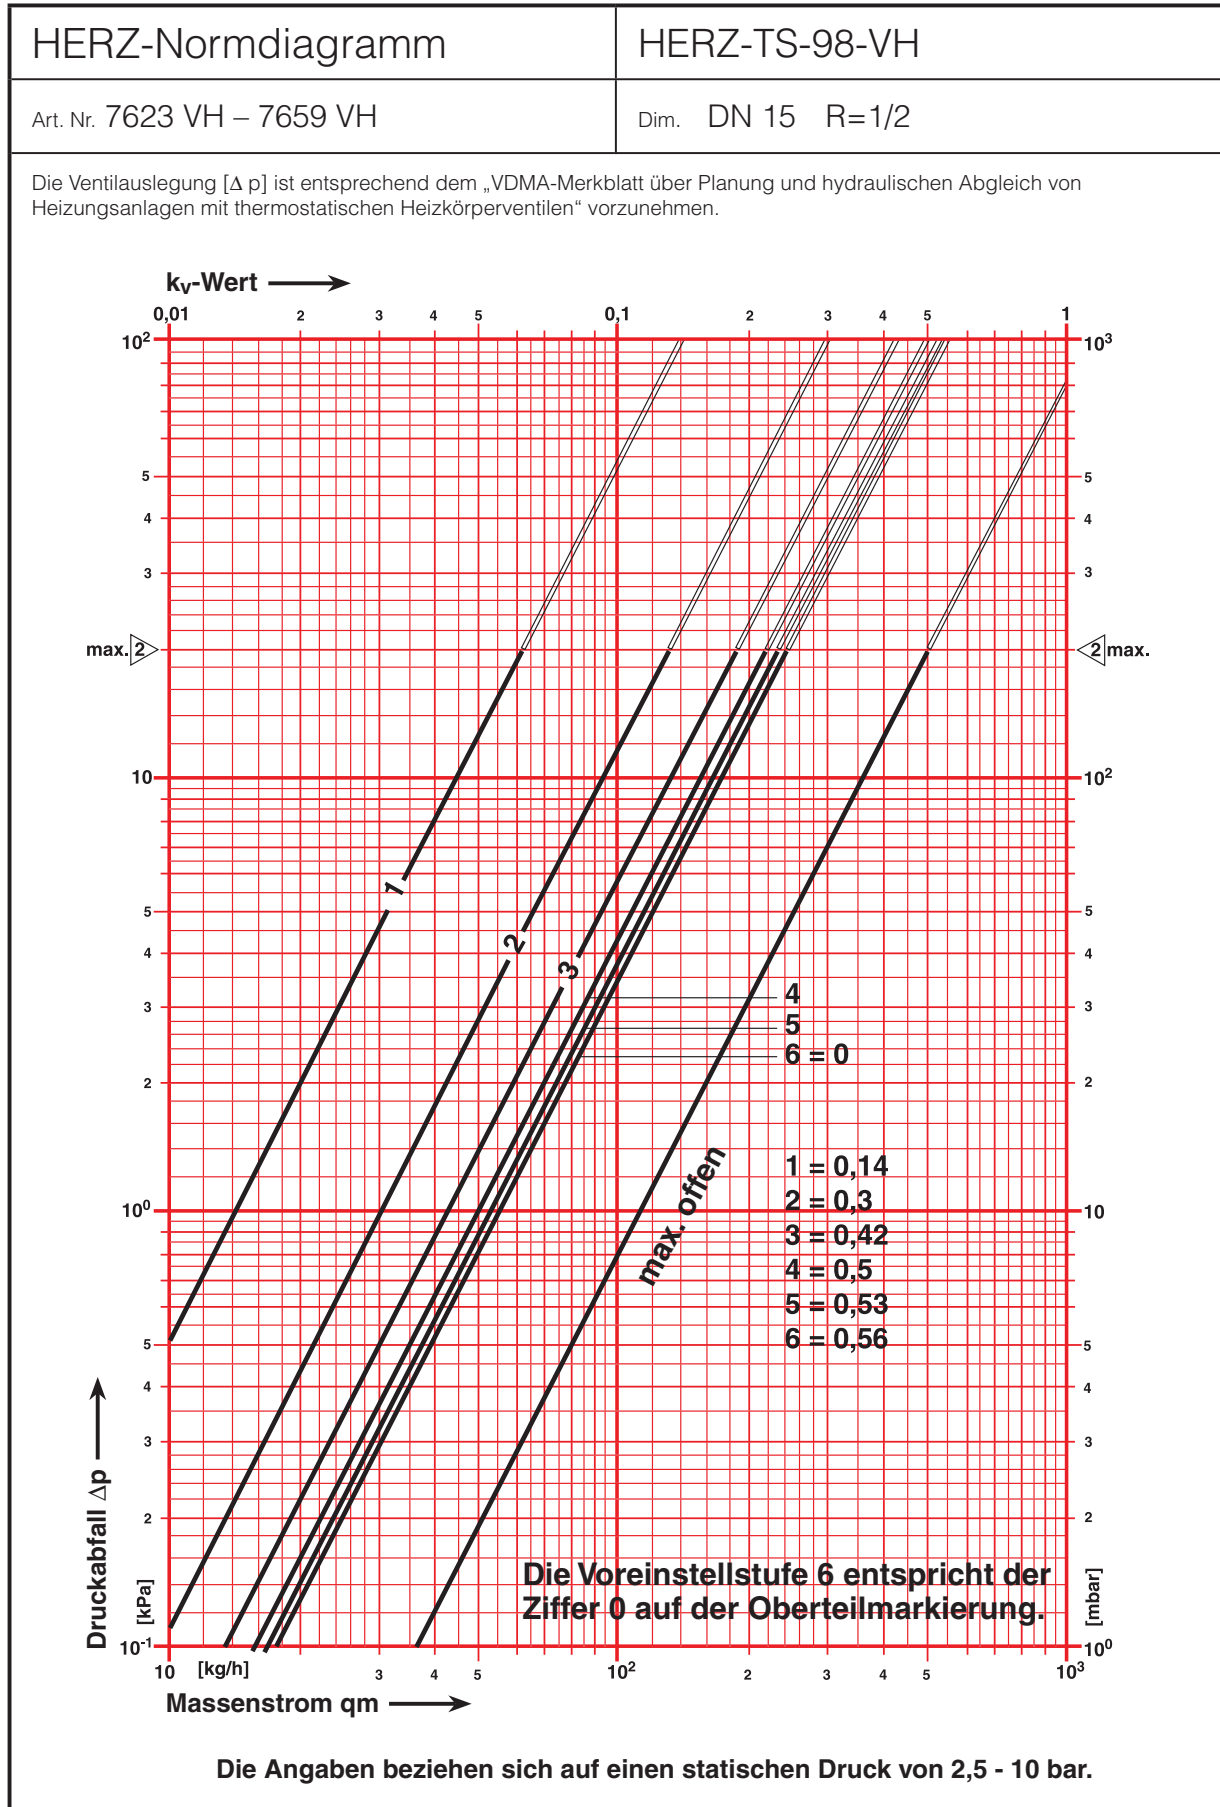 HERZ-Normdiagramm
HERZ-TS-98-VH
Art. Nr. 7623 VH – 7659 VH
Dim. DN 15 R=1/2
Die Ventilauslegung [Δ p] ist entsprechend dem „VDMA-Merkblatt über Planung und hydraulischen Abgleich von
Heizungsanlagen mit thermostatischen Heizkörperventilen“ vorzunehmen.
kv-Wert
0,01 2 3 4 5 0,1 2 3 4 5 1
10² 10³
5 5
4 4
3 3
max. 2 2 max.
10 10²
1
5 5
2
4 4
3
3 3
4
5
6 = 0
2 2
max. offen
1 = 0,14
2 = 0,3
10⁰ 10
3 = 0,42
4 = 0,5
5 = 0,53
6 = 0,56
5 5
4 4
3 3
2 2
Druckabfall Δp
[kPa]
[mbar]
Die Voreinstellstufe 6 entspricht der
Ziffer 0 auf der Oberteilmarkierung.
10⁻¹ 10⁰
10 [kg/h] 3 4 5 10² 2 3 4 5 10³
Massenstrom qm
Die Angaben beziehen sich auf einen statischen Druck von 2,5 - 10 bar.